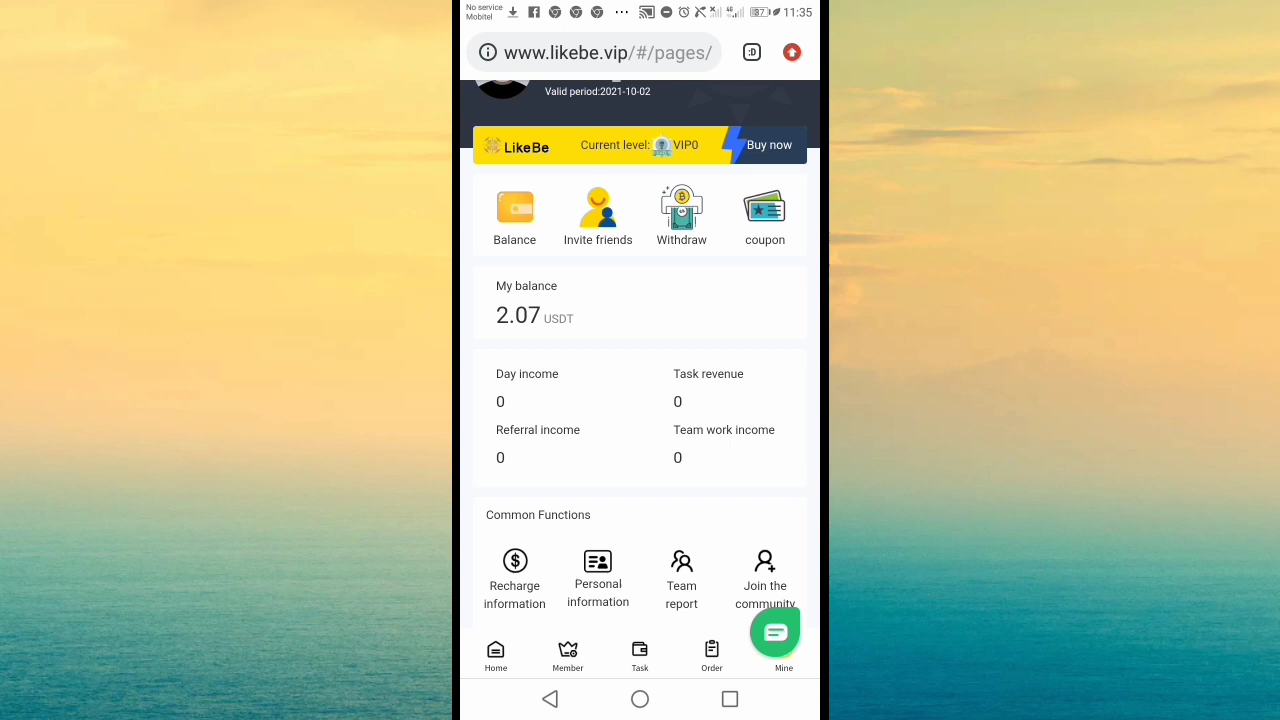 No service
Mobitel
87 11:35
www.likebe.vip/#/pages/
:D
Valid period:2021-10-02
LikeBe Current level: VIP0 Buy now
Balance Invite friends Withdraw coupon
My balance
2.07 USDT
Day income Task revenue
0 0
Referral income Team work income
0 0
Common Functions
Recharge information
Personal information
Team report
Join the community
Home Member Task Order Mine